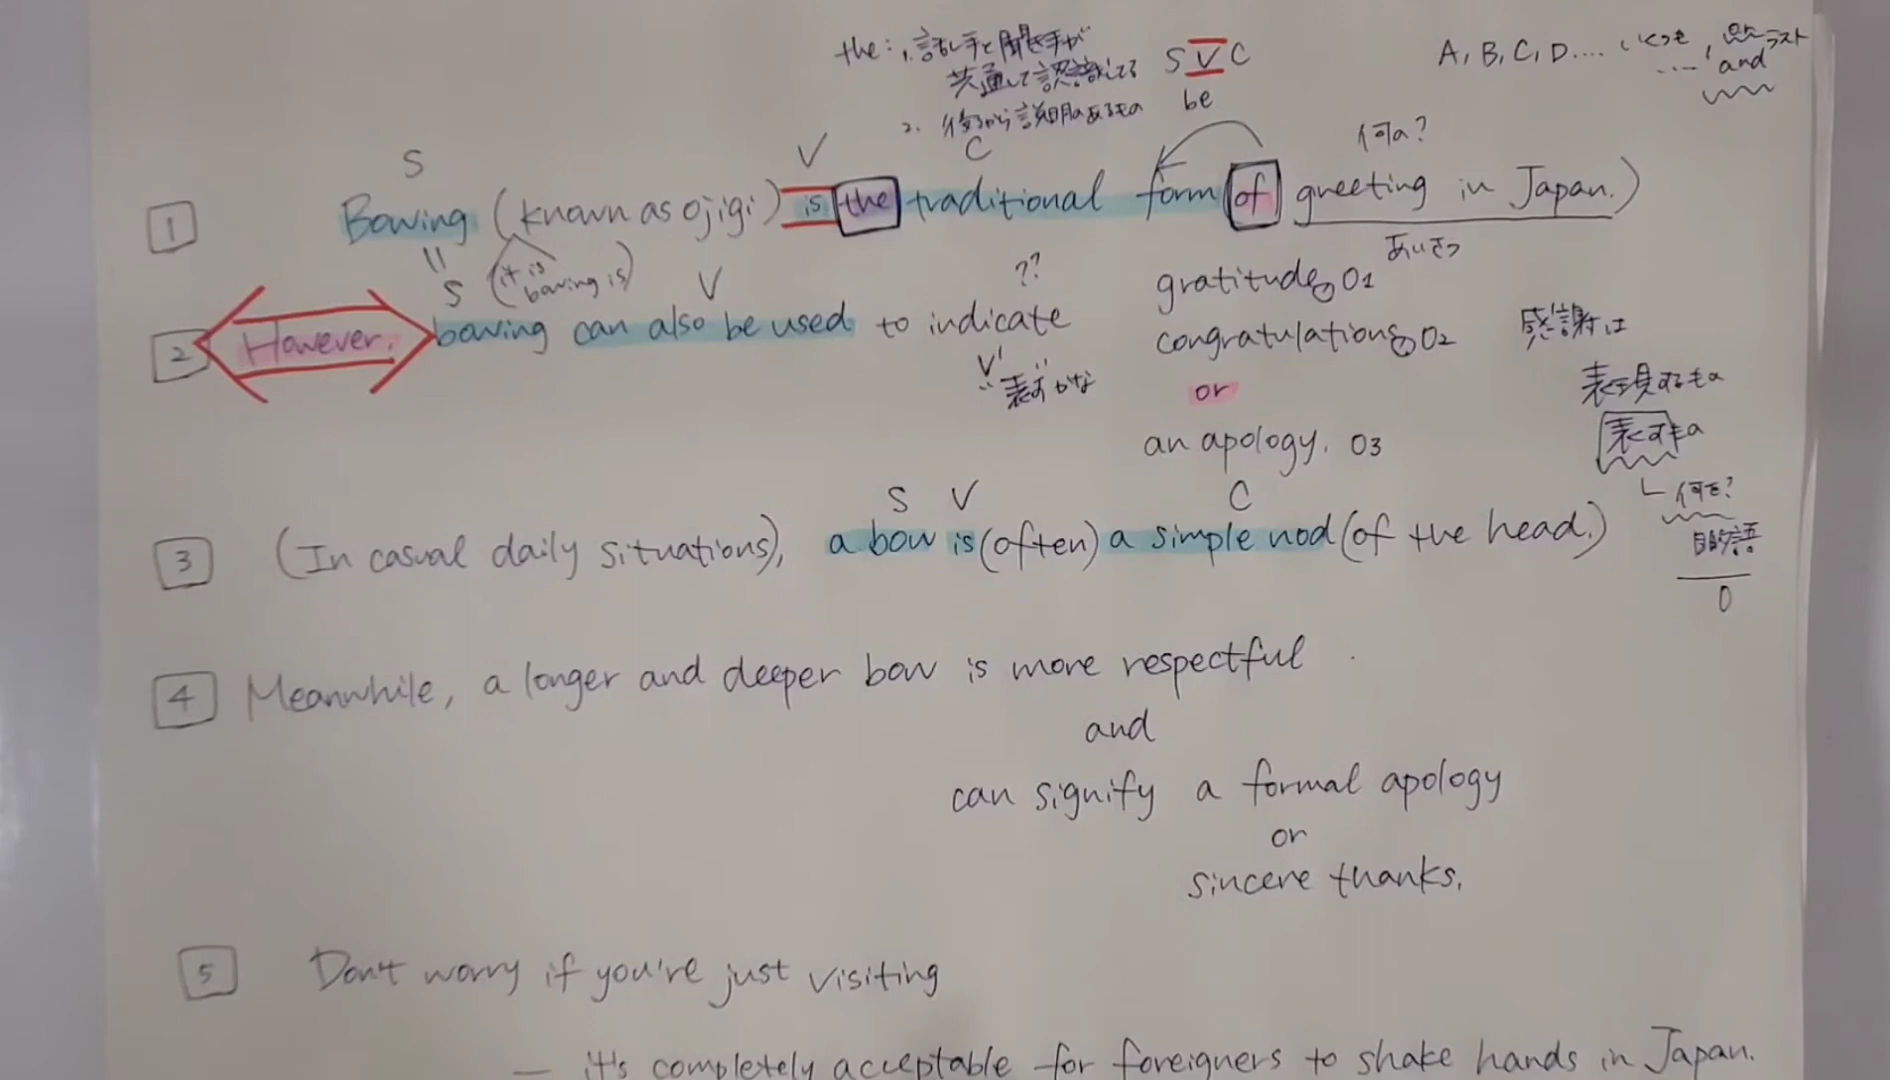 the: 1. 話し手と聞き手が
共通して認識してる
2. 後ろから説明のあるもの
S V C
be
A, B, C, D.... いくつも , ラスト
.... , and
何の?
S
V
C
1 Bowing (known as ojigi) is the traditional form of greeting in Japan.)
あいさつ
(it is
bowing is)
S
V
??
2 However, bowing can also be used to indicate
V'
表すかな
gratitude, O1
congratulations, O2
or
an apology. O3
感謝は
表現するもの
表すもの
何を?
目的語
O
S V C
3 (In casual daily situations), a bow is (often) a simple nod (of the head.)
4 Meanwhile, a longer and deeper bow is more respectful
and
can signify a formal apology
or
sincere thanks.
5 Don't worry if you're just visiting
— it's completely acceptable for foreigners to shake hands in Japan.